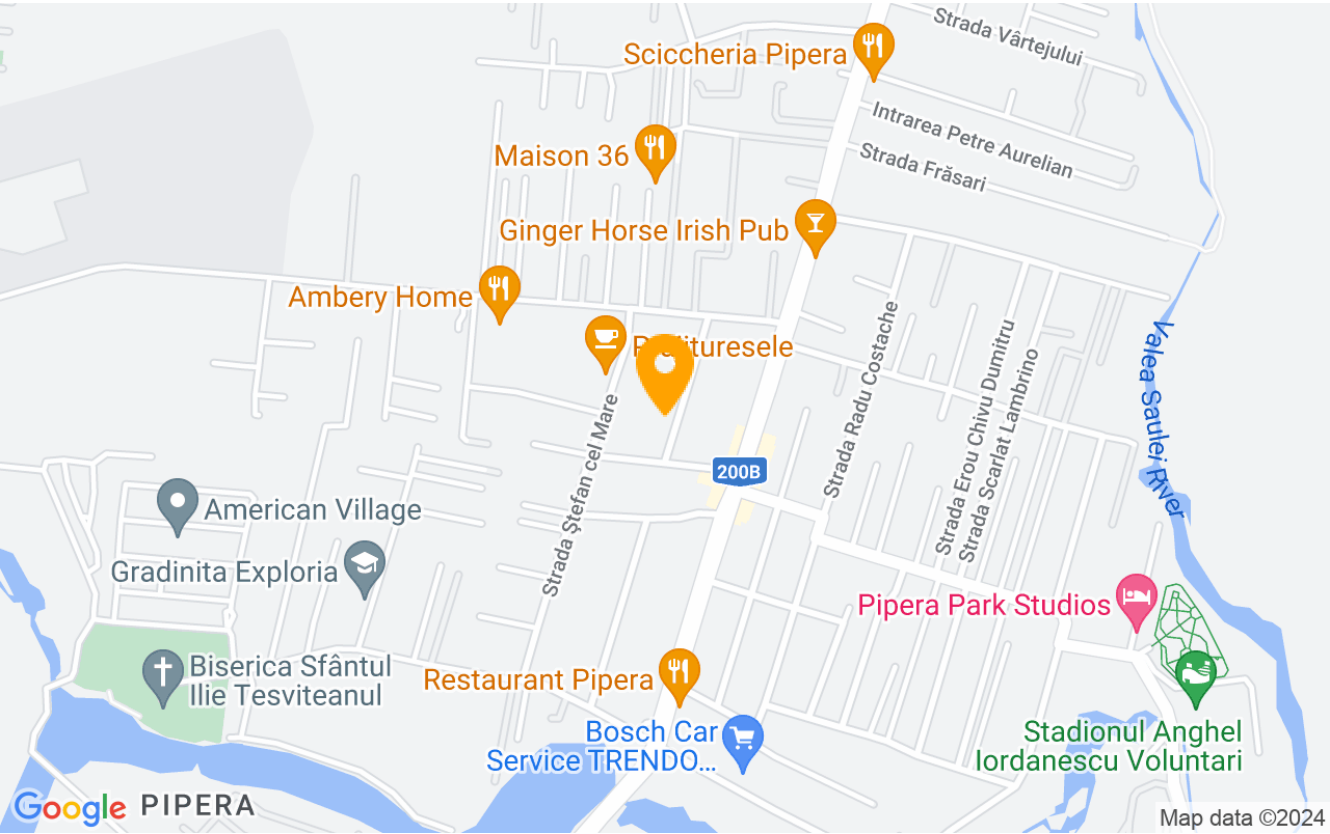 Strada Vârtejului
Sciccheria Pipera
Intrarea Petre Aurelian
Maison 36
Strada Frăsari
Ginger Horse Irish Pub
Ambery Home
Strada Radu Costache
Strada Erou Chivu Dumitru
Strada Scarlat Lambrino
Valea Saulei River
Strada Ștefan cel Mare
200B
American Village
Gradinita Exploria
Pipera Park Studios
Biserica Sfântul
Ilie Tesviteanul
Restaurant Pipera
Bosch Car
Service TRENDO...
Stadionul Anghel
Iordanescu Voluntari
Google
PIPERA
Map data ©2024